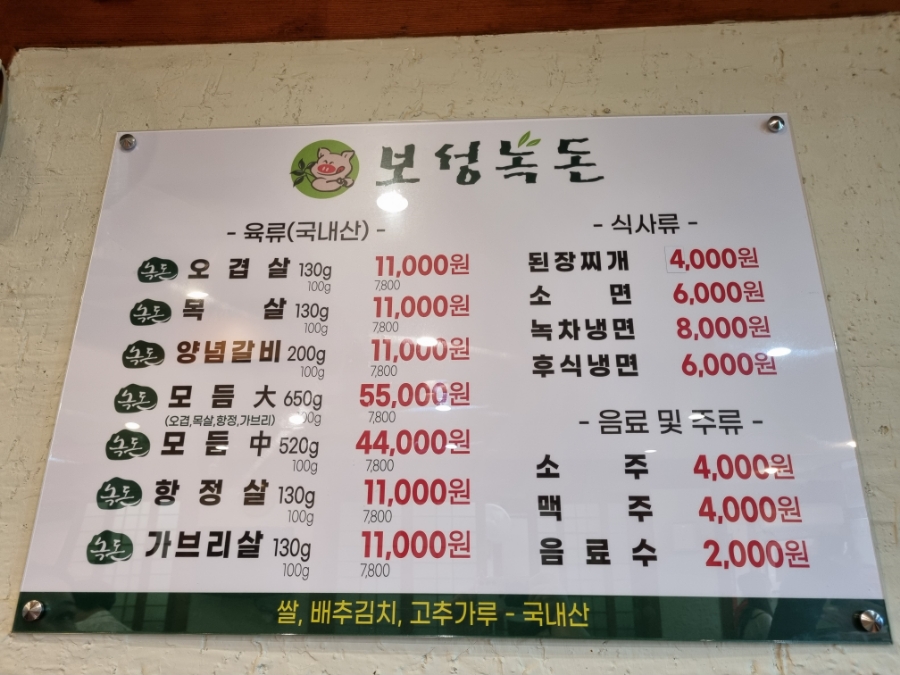 보성녹돈
- 육류(국내산) -
녹돈 오겹살 130g 11,000원
100g 7,800
녹돈 목 살 130g 11,000원
100g 7,800
녹돈 양념갈비 200g 11,000원
100g 7,800
녹돈 모듬 大 650g 55,000원
(오겹,목살,항정,가브리) 100g 7,800
녹돈 모듬 中 520g 44,000원
100g 7,800
녹돈 항정살 130g 11,000원
100g 7,800
녹돈 가브리살 130g 11,000원
100g 7,800
- 식사류 -
된장찌개 4,000원
소 면 6,000원
녹차냉면 8,000원
후식냉면 6,000원
- 음료 및 주류 -
소 주 4,000원
맥 주 4,000원
음 료 수 2,000원
쌀, 배추김치, 고추가루 - 국내산